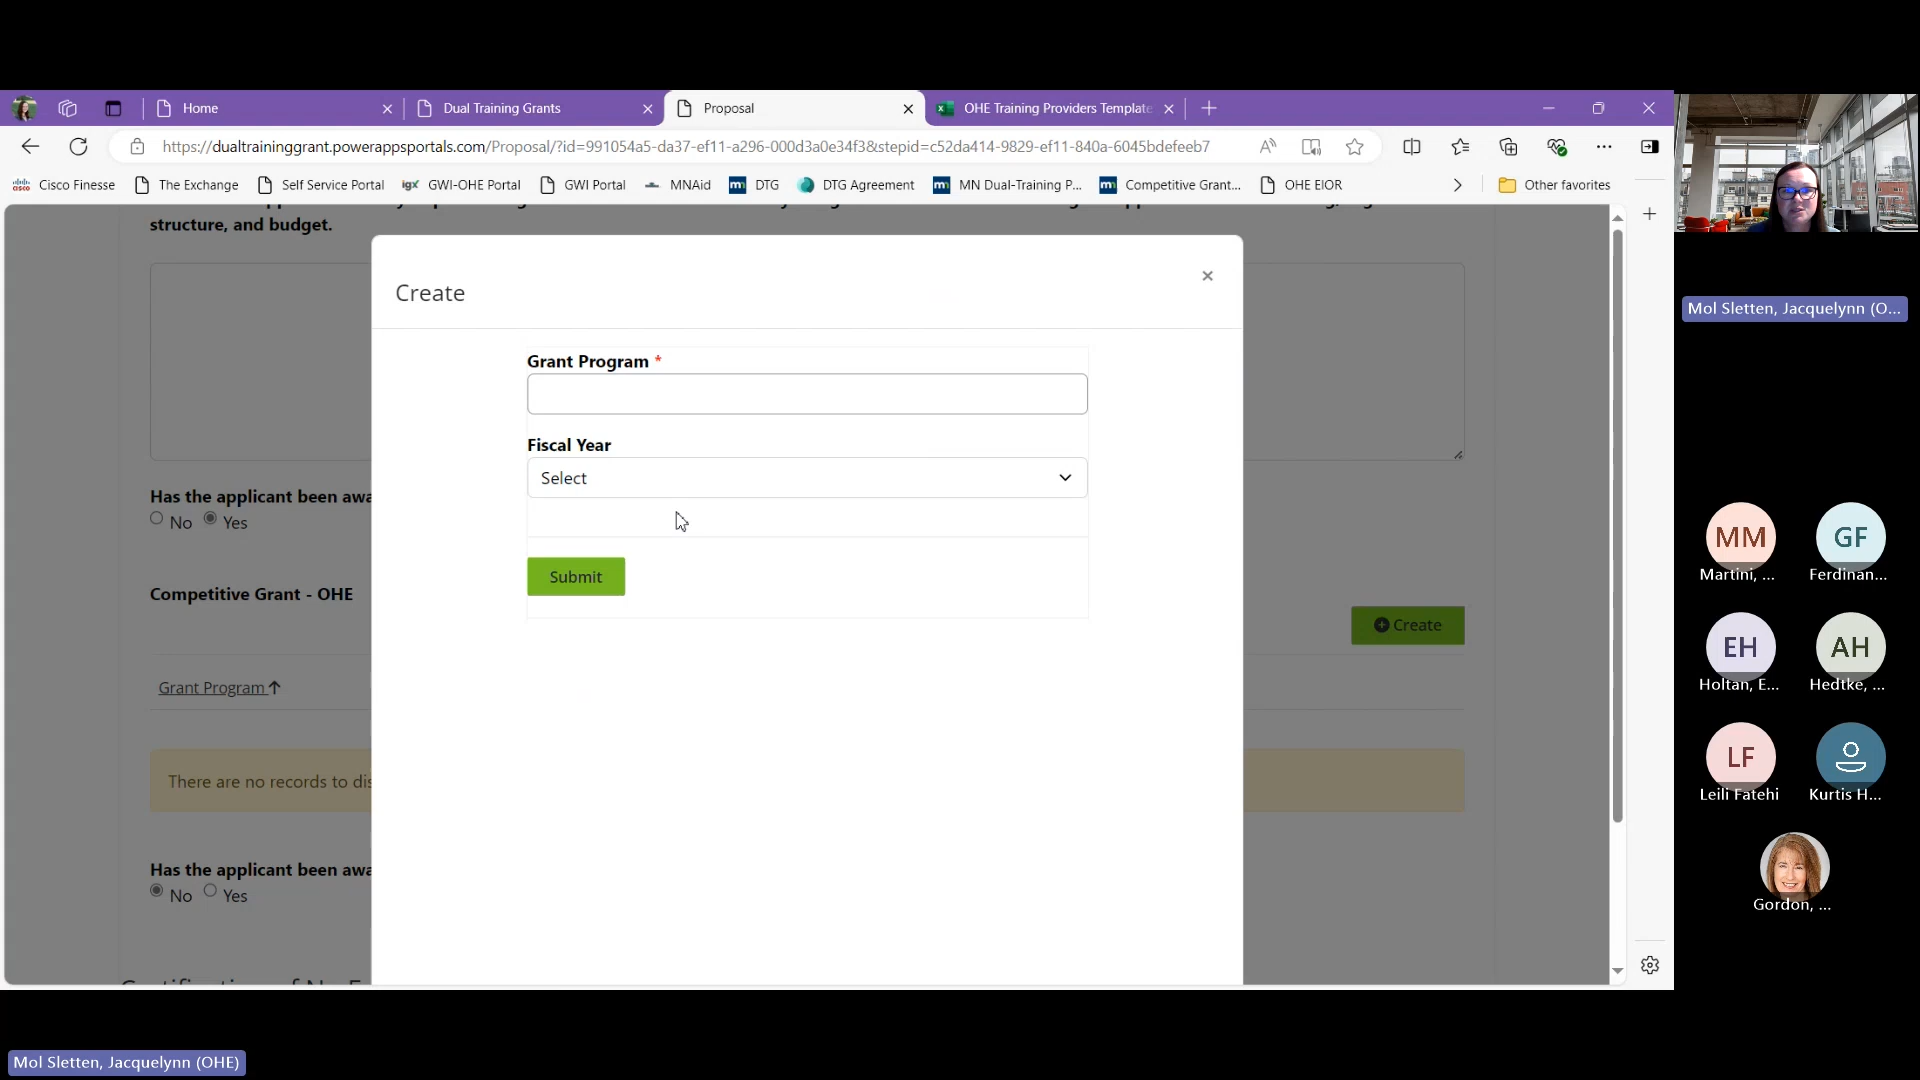 Home
Dual Training Grants
Proposal
OHE Training Providers Template
https://dualtraininggrant.powerappsportals.com/Proposal/?id=991054a5-da37-ef11-a296-000d3a0e34f3&stepid=c52da414-9829-ef11-840a-6045bdefeeb7
Cisco Finesse
The Exchange
Self Service Portal
igx GWI-OHE Portal
GWI Portal
MNAid
DTG
DTG Agreement
MN Dual-Training P...
Competitive Grant...
OHE EIOR
Other favorites
structure, and budget.
Create
Grant Program *
Fiscal Year
Select
Submit
Has the applicant been awa
No Yes
Competitive Grant - OHE
Create
Grant Program
There are no records to dis
Has the applicant been awa
No Yes
Mol Sletten, Jacquelynn (O...
MM
Martini, ...
GF
Ferdinan...
EH
Holtan, E...
AH
Hedtke, ...
LF
Leili Fatehi
Kurtis H...
Gordon, ...
Mol Sletten, Jacquelynn (OHE)